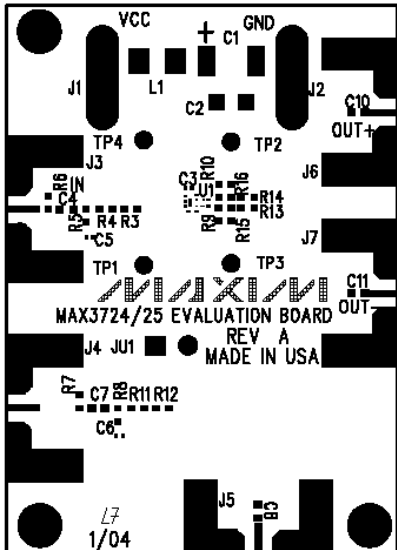 VCC
GND
+
C1
J1
L1
J2
C2
C10
OUT+
TP4
TP2
J3
R10
J6
R6
IN
C3
U1
R16
C4
R14
R13
R5
R4 R3
R9
R15
J7
C5
TP1
TP3
C11
MAXIM
OUT-
MAX3724/25 EVALUATION BOARD
REV A
MADE IN USA
J4
JU1
R7
C7
R8
R11 R12
C6
J5
C8
L7
1/04